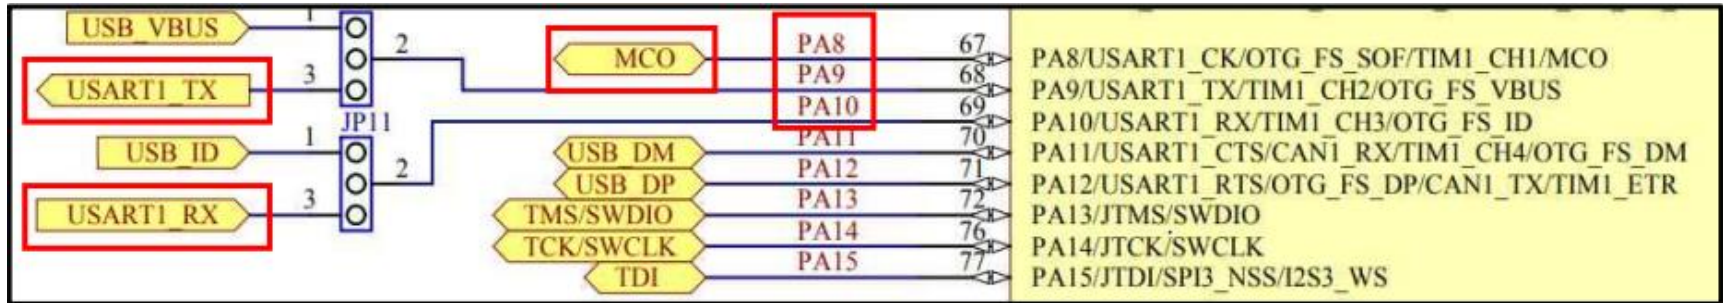 USB_VBUS 1
2 MCO PA8 67 PA8/USART1_CK/OTG_FS_SOF/TIM1_CH1/MCO
USART1_TX 3 PA9 68 PA9/USART1_TX/TIM1_CH2/OTG_FS_VBUS
JP11 PA10 69 PA10/USART1_RX/TIM1_CH3/OTG_FS_ID
USB_ID 1 USB_DM PA11 70 PA11/USART1_CTS/CAN1_RX/TIM1_CH4/OTG_FS_DM
2 USB_DP PA12 71 PA12/USART1_RTS/OTG_FS_DP/CAN1_TX/TIM1_ETR
USART1_RX 3 TMS/SWDIO PA13 72 PA13/JTMS/SWDIO
TCK/SWCLK PA14 76 PA14/JTCK/SWCLK
TDI PA15 77 PA15/JTDI/SPI3_NSS/I2S3_WS